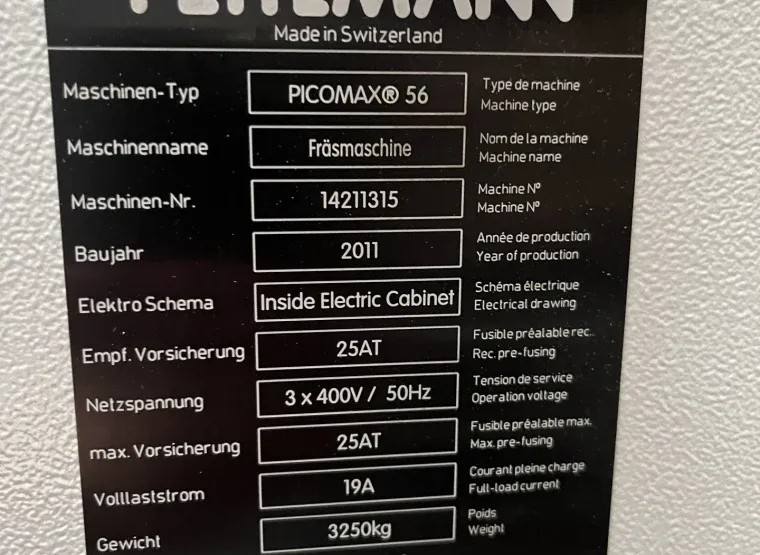 FEHLMANN
Made in Switzerland
Maschinen-Typ PICOMAX® 56 Type de machine
Machine type
Maschinenname Fräsmaschine Nom de la machine
Machine name
Maschinen-Nr. 14211315 Machine Nº
Machine Nº
Baujahr 2011 Année de production
Year of production
Elektro Schema Inside Electric Cabinet Schéma électrique
Electrical drawing
Empf. Vorsicherung 25AT Fusible préalable rec.
Rec. pre-fusing
Netzspannung 3 x 400V / 50Hz Tension de service
Operation voltage
max. Vorsicherung 25AT Fusible préalable max.
Max. pre-fusing
Volllaststrom 19A Courant pleine charge
Full-load current
Gewicht 3250kg Poids
Weight